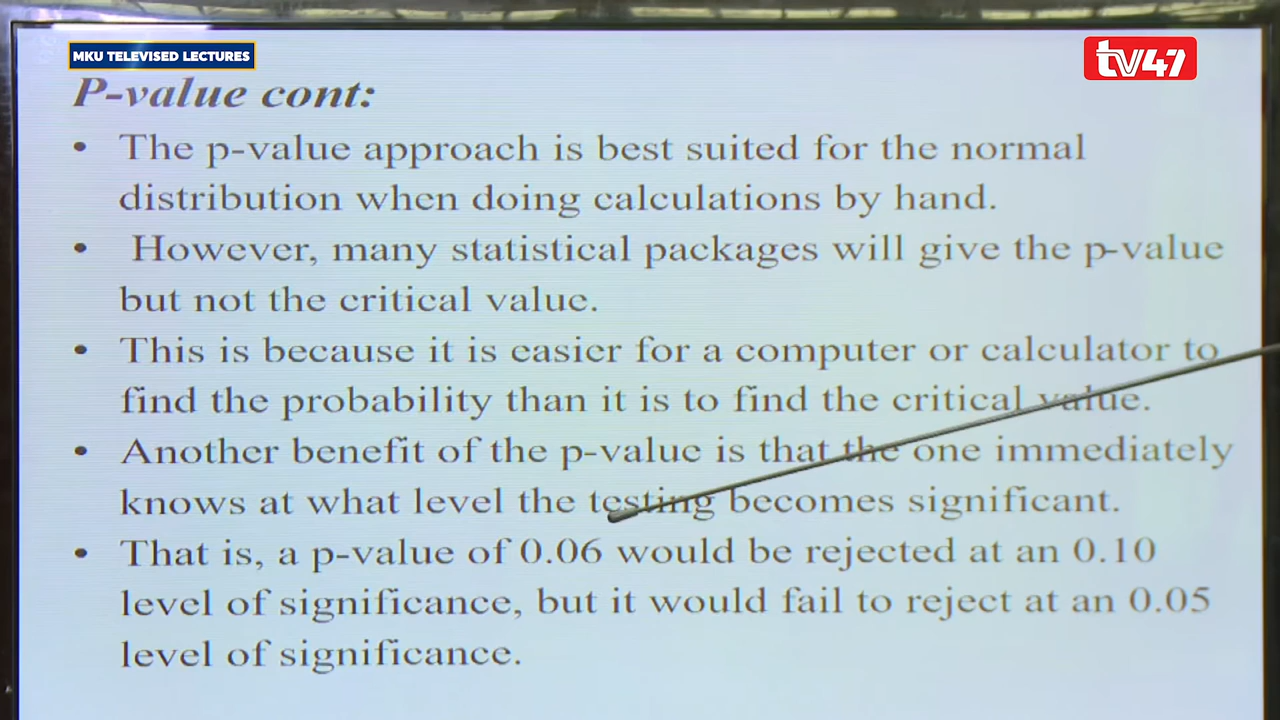 MKU TELEVISED LECTURES
tv47
P-value cont:
• The p-value approach is best suited for the normal
distribution when doing calculations by hand.
• However, many statistical packages will give the p-value
but not the critical value.
• This is because it is easier for a computer or calculator to
find the probability than it is to find the critical value.
• Another benefit of the p-value is that the one immediately
knows at what level the testing becomes significant.
• That is, a p-value of 0.06 would be rejected at an 0.10
level of significance, but it would fail to reject at an 0.05
level of significance.